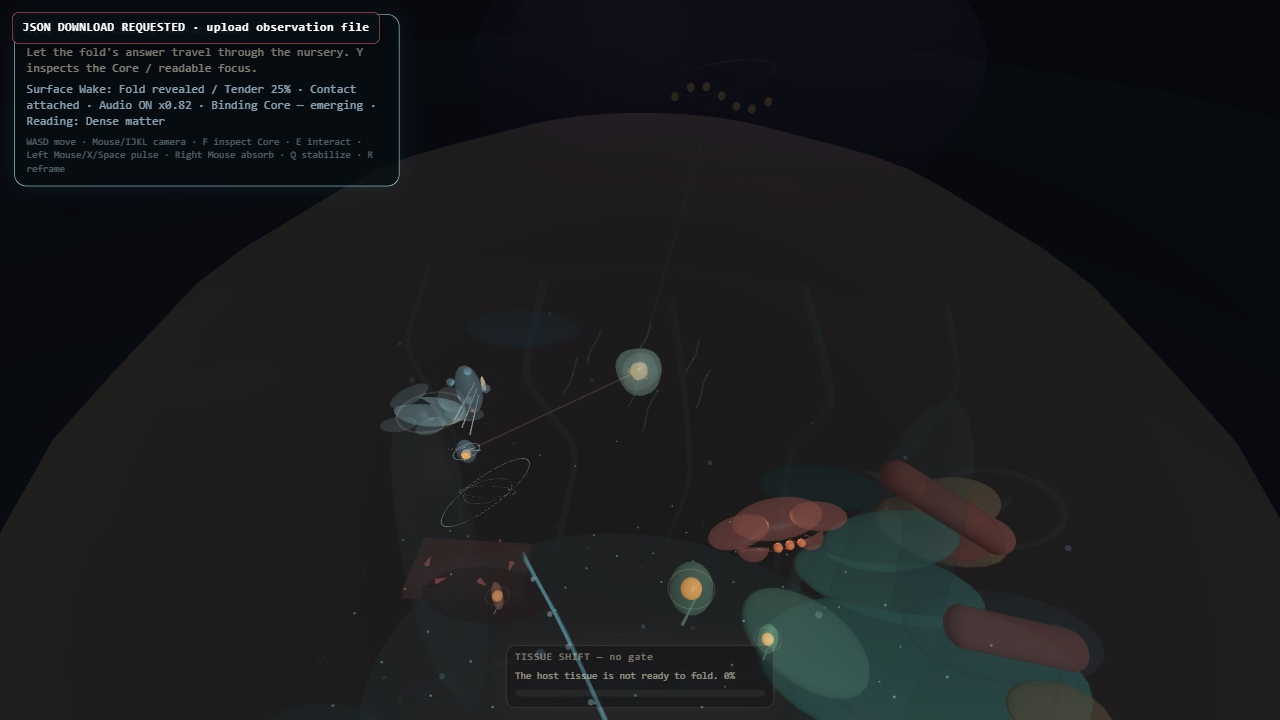 JSON DOWNLOAD REQUESTED · upload observation file
Let the fold's answer travel through the nursery. Y
inspects the Core / readable focus.
Surface Wake: Fold revealed / Tender 25% · Contact
attached · Audio ON x0.82 · Binding Core — emerging ·
Reading: Dense matter
WASD move · Mouse/IJKL camera · F inspect Core · E interact ·
Left Mouse/X/Space pulse · Right Mouse absorb · Q stabilize · R
reframe
TISSUE SHIFT — no gate
The host tissue is not ready to fold. 0%